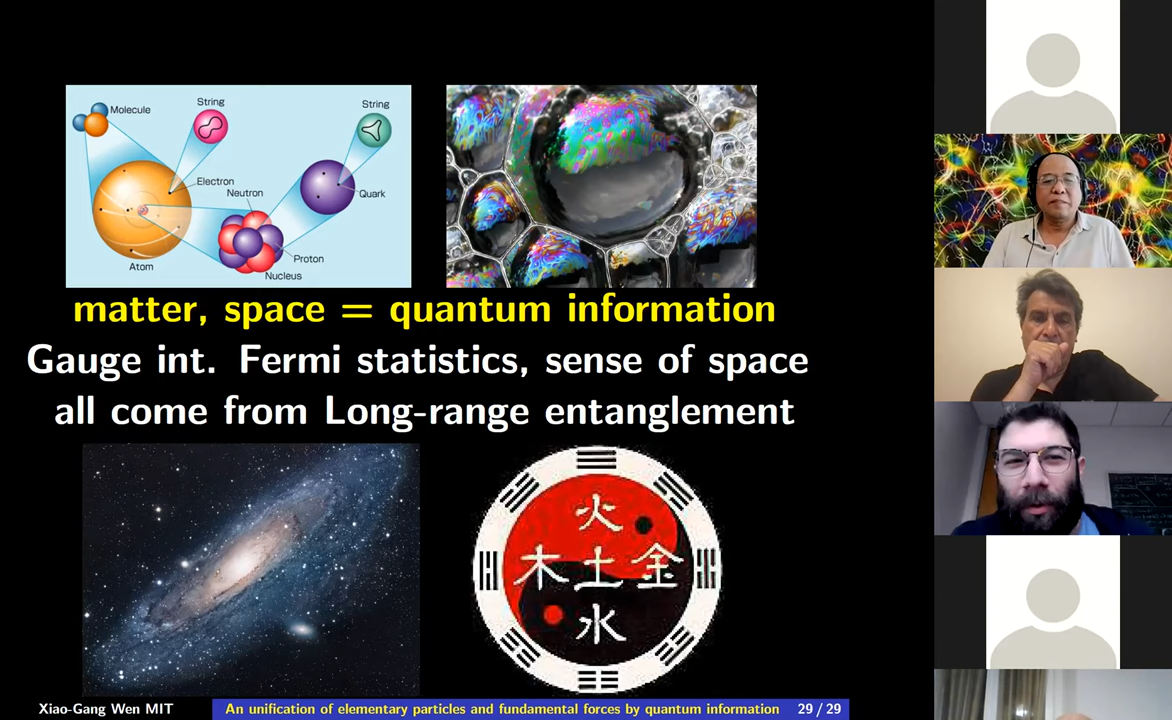 Molecule
String
String
Electron
Neutron
Quark
Proton
Atom
Nucleus
matter, space = quantum information
Gauge int. Fermi statistics, sense of space
all come from Long-range entanglement
火
木 土 金
水
Xiao-Gang Wen MIT An unification of elementary particles and fundamental forces by quantum information 29 / 29